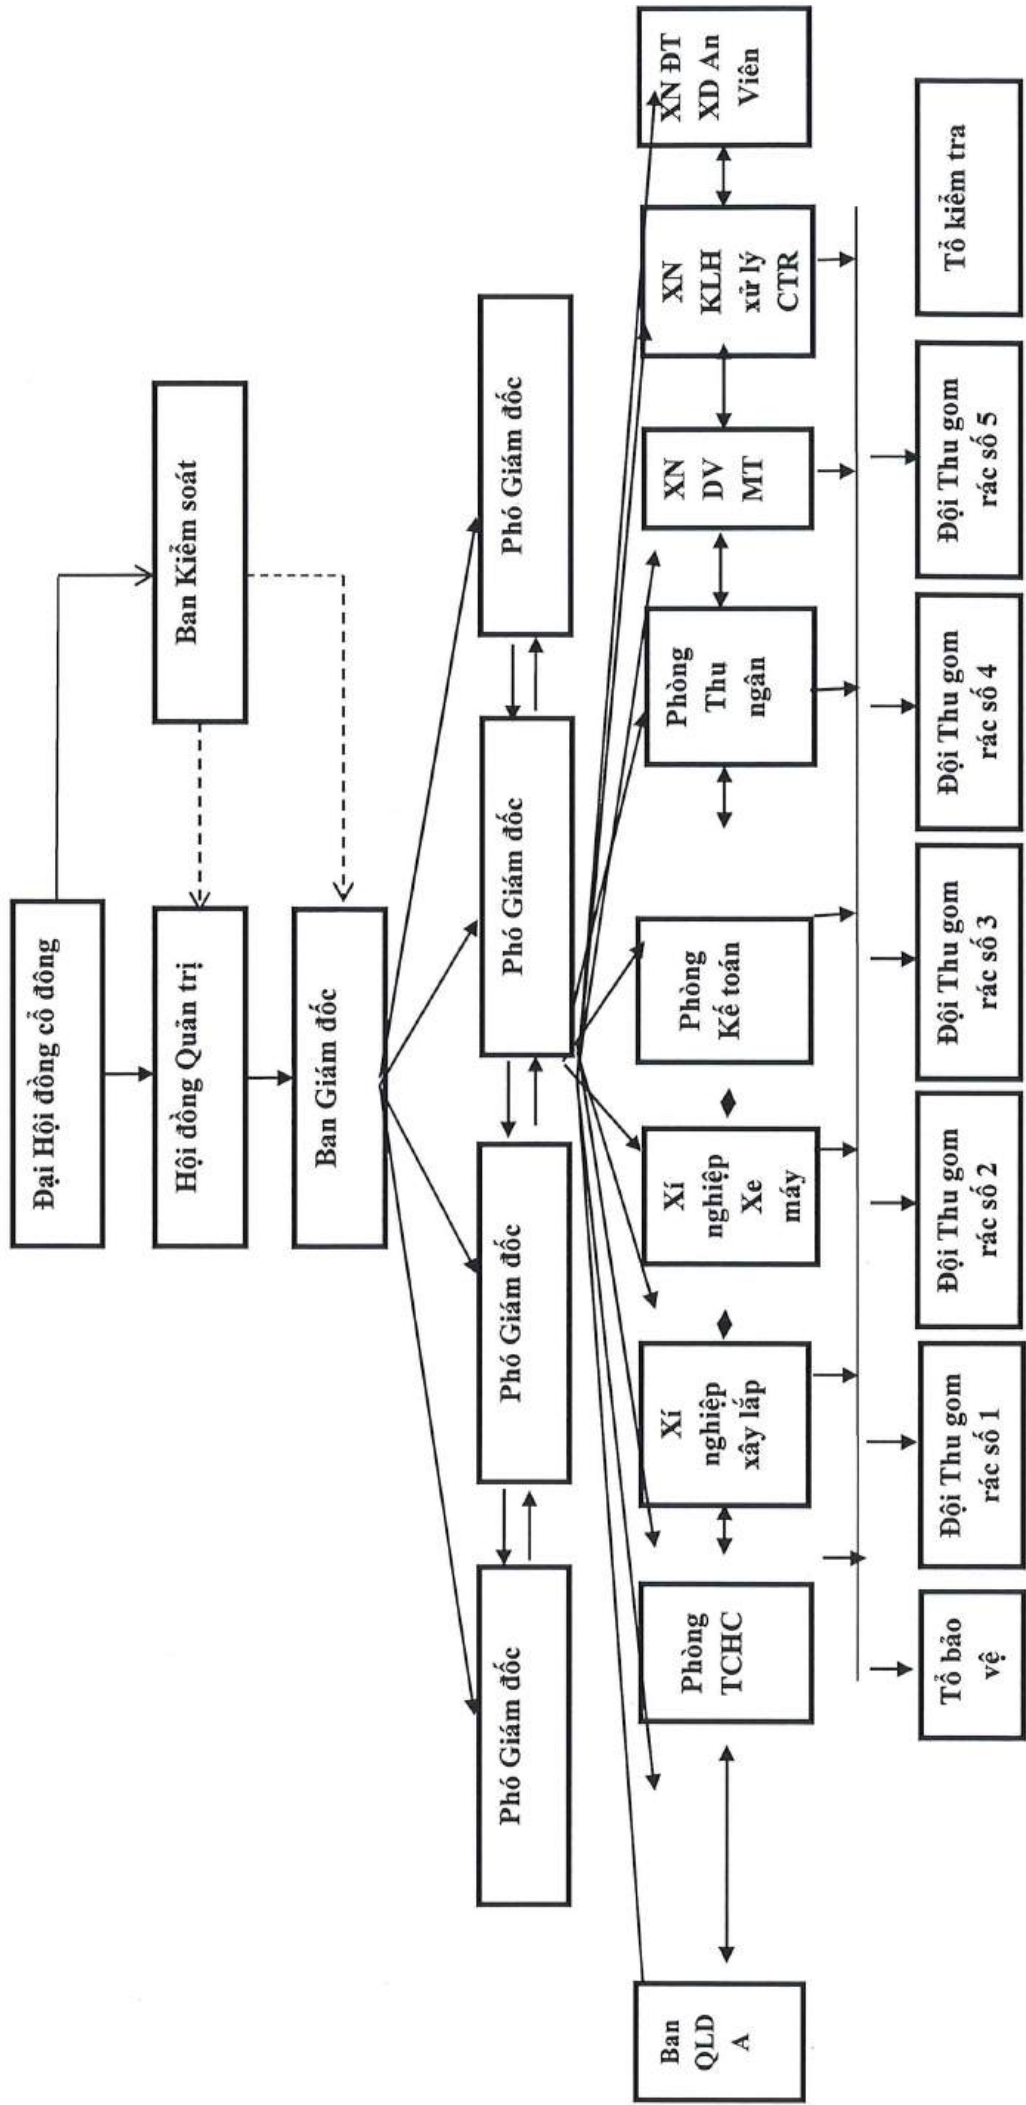 Đại Hội đồng cổ đông
Hội đồng Quản trị
Ban Kiểm soát
Ban Giám đốc
Phó Giám đốc
Phó Giám đốc
Phó Giám đốc
Phó Giám đốc
Ban
QLD
A
Phòng
TCHC
Xí
nghiệp
xây lắp
Xí
nghiệp
Xe
máy
Phòng
Kế toán
Phòng
Thu
ngân
XN
DV
MT
XN
KLH
xử lý
CTR
XN ĐT
XD An
Viên
Tổ bảo
vệ
Đội Thu gom
rác số 1
Đội Thu gom
rác số 2
Đội Thu gom
rác số 3
Đội Thu gom
rác số 4
Đội Thu gom
rác số 5
Tổ kiểm tra